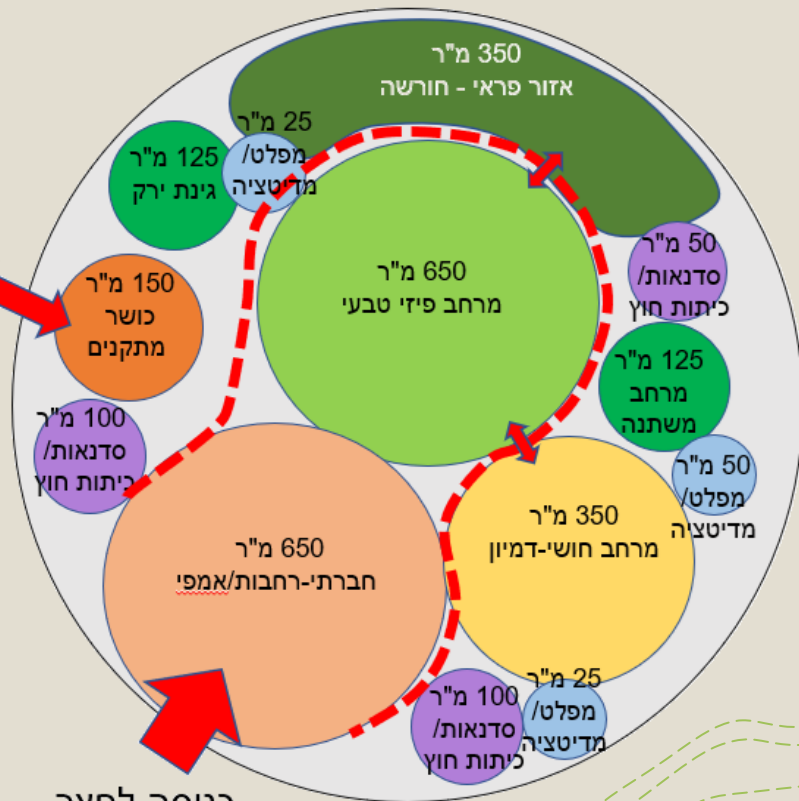 350 מ"ר
אזור פראי - חורשה
25 מ"ר
מפלט/
מדיטציה
125 מ"ר
גינת ירק
50 מ"ר
סדנאות/
כיתות חוץ
650 מ"ר
מרחב פיזי טבעי
150 מ"ר
כושר
מתקנים
125 מ"ר
מרחב
משתנה
100 מ"ר
סדנאות/
כיתות חוץ
50 מ"ר
מפלט/
מדיטציה
350 מ"ר
מרחב חושי-דמיון
650 מ"ר
חברתי-רחבות/אמפי
25 מ"ר
מפלט/
מדיטציה
100 מ"ר
סדנאות/
כיתות חוץ
כניסה לחצר